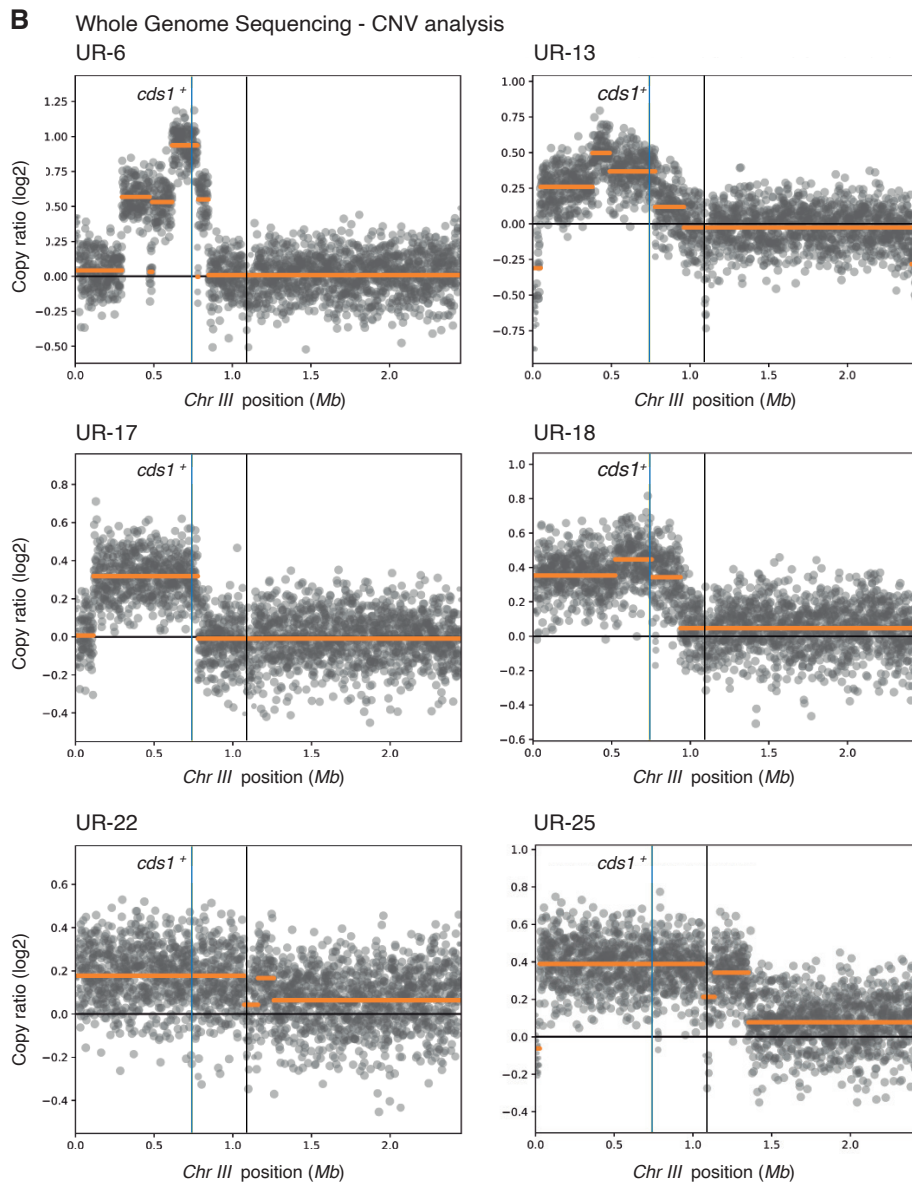 B
Whole Genome Sequencing - CNV analysis
UR-6
cds1 +
Copy ratio (log2)
1.25
1.00
3.75
3.50
3.25
0.00
−0.25
−0.50
0.0 0.5 1.0 1.5 2.0
Chr III position (Mb)
UR-13
cds1+
1.00
0.75
0.50
0.25
0.00
−0.25
−0.50
−0.75
0.0 0.5 1.0 1.5 2.0
Chr III position (Mb)
UR-17
cds1 +
Copy ratio (log2)
0.8
0.6
0.4
0.2
0.0
−0.2
−0.4
0.0 0.5 1.0 1.5 2.0
Chr III position (Mb)
UR-18
cds1+
1.0
0.8
0.6
0.4
0.2
0.0
−0.2
−0.4
−0.6
0.0 0.5 1.0 1.5 2.0
Chr III position (Mb)
UR-22
cds1 +
Copy ratio (log2)
0.6
0.4
0.2
0.0
−0.2
−0.4
0.0 0.5 1.0 1.5 2.0
Chr III position (Mb)
UR-25
cds1 +
1.0
0.8
0.6
0.4
0.2
0.0
−0.2
−0.4
0.0 0.5 1.0 1.5 2.0
Chr III position (Mb)